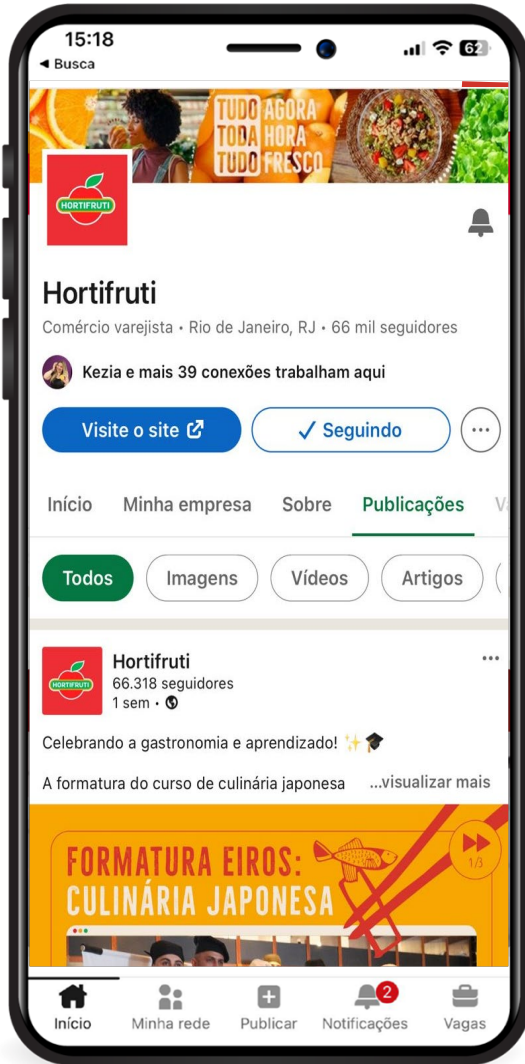 15:18
62
◀ Busca
TUDO AGORA
TODA HORA
TUDO FRESCO
HORTIFRUTI
Hortifruti
Comércio varejista • Rio de Janeiro, RJ • 66 mil seguidores
Kezia e mais 39 conexões trabalham aqui
Visite o site
✓ Seguindo
...
Início
Minha empresa
Sobre
Publicações
Todos
Imagens
Vídeos
Artigos
HORTIFRUTI
Hortifruti
66.318 seguidores
1 sem •
Celebrando a gastronomia e aprendizado! ✨🎓
A formatura do curso de culinária japonesa ...visualizar mais
FORMATURA EIROS:
CULINÁRIA JAPONESA
1/3
2
Início
Minha rede
Publicar
Notificações
Vagas